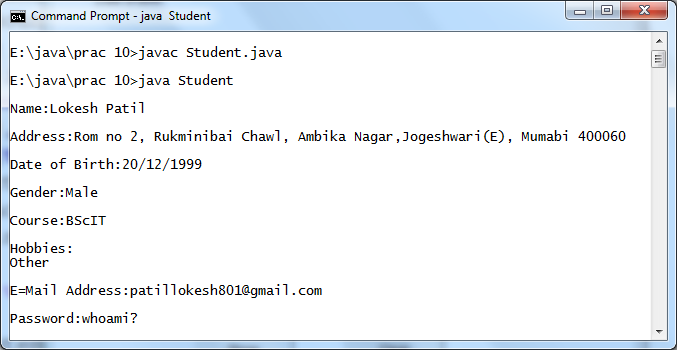 Command Prompt - java  Student
E:\java\prac 10>javac Student.java
E:\java\prac 10>java Student
Name:Lokesh Patil
Address:Rom no 2, Rukminibai Chawl, Ambika Nagar,Jogeshwari(E), Mumabi 400060
Date of Birth:20/12/1999
Gender:Male
Course:BScIT
Hobbies:
Other
E=Mail Address:patillokesh801@gmail.com
Password:whoami?